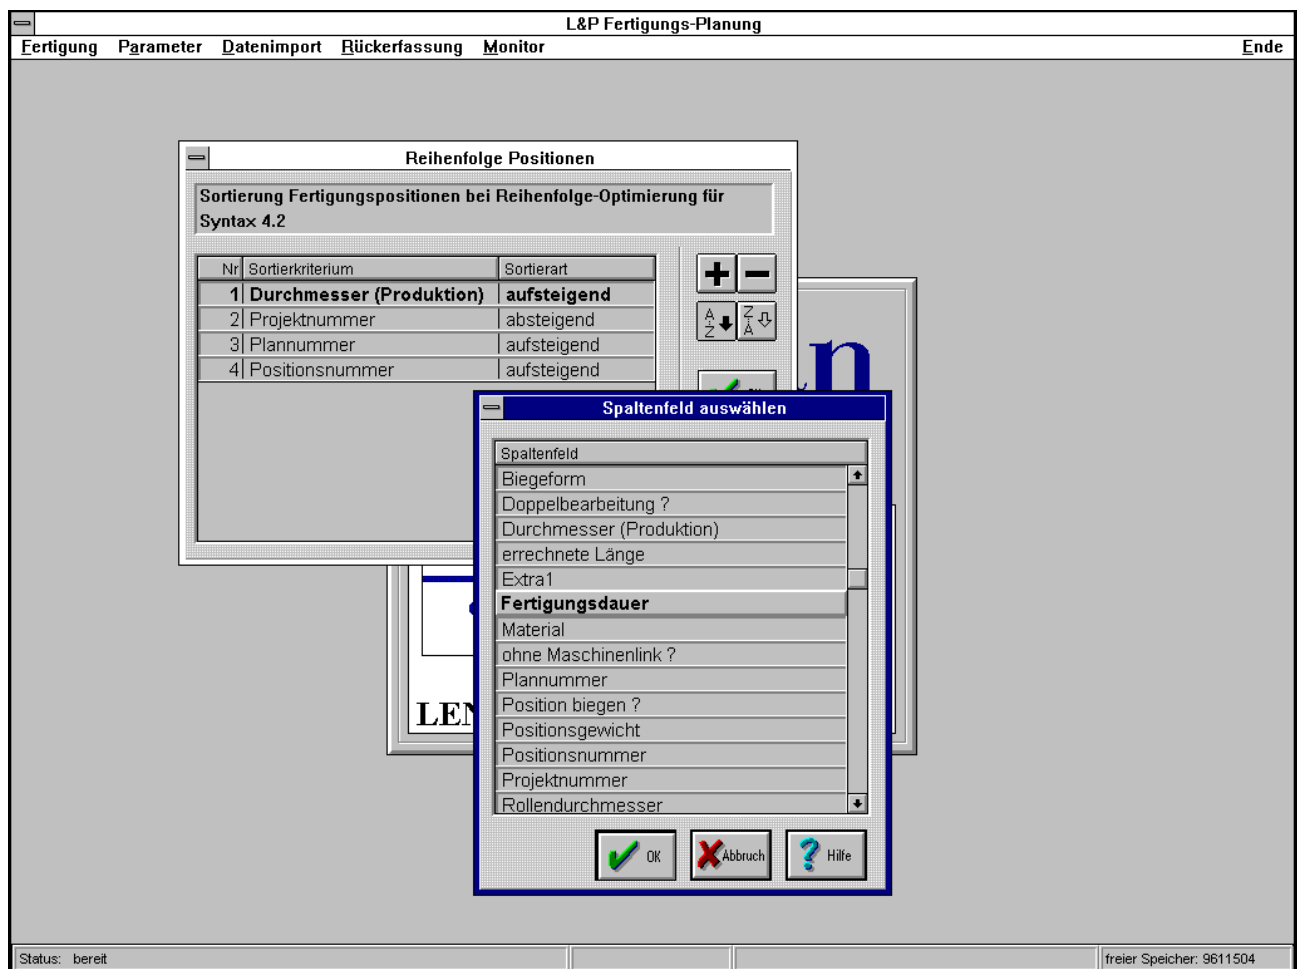 L&P Fertigungs-Planung
Fertigung Parameter Datenimport Rückerfassung Monitor Ende
Reihenfolge Positionen
Sortierung Fertigungspositionen bei Reihenfolge-Optimierung für
Syntax 4.2
Nr Sortierkriterium Sortierart
1 Durchmesser (Produktion) aufsteigend
2 Projektnummer absteigend
3 Plannummer aufsteigend
4 Positionsnummer aufsteigend
A Z
Z A
Spaltenfeld auswählen
Spaltenfeld
Biegeform
Doppelbearbeitung ?
Durchmesser (Produktion)
errechnete Länge
Extra1
Fertigungsdauer
Material
ohne Maschinenlink ?
Plannummer
Position biegen ?
Positionsgewicht
Positionsnummer
Projektnummer
Rollendurchmesser
OK Abbruch Hilfe
LEN
Status: bereit
freier Speicher: 9611504